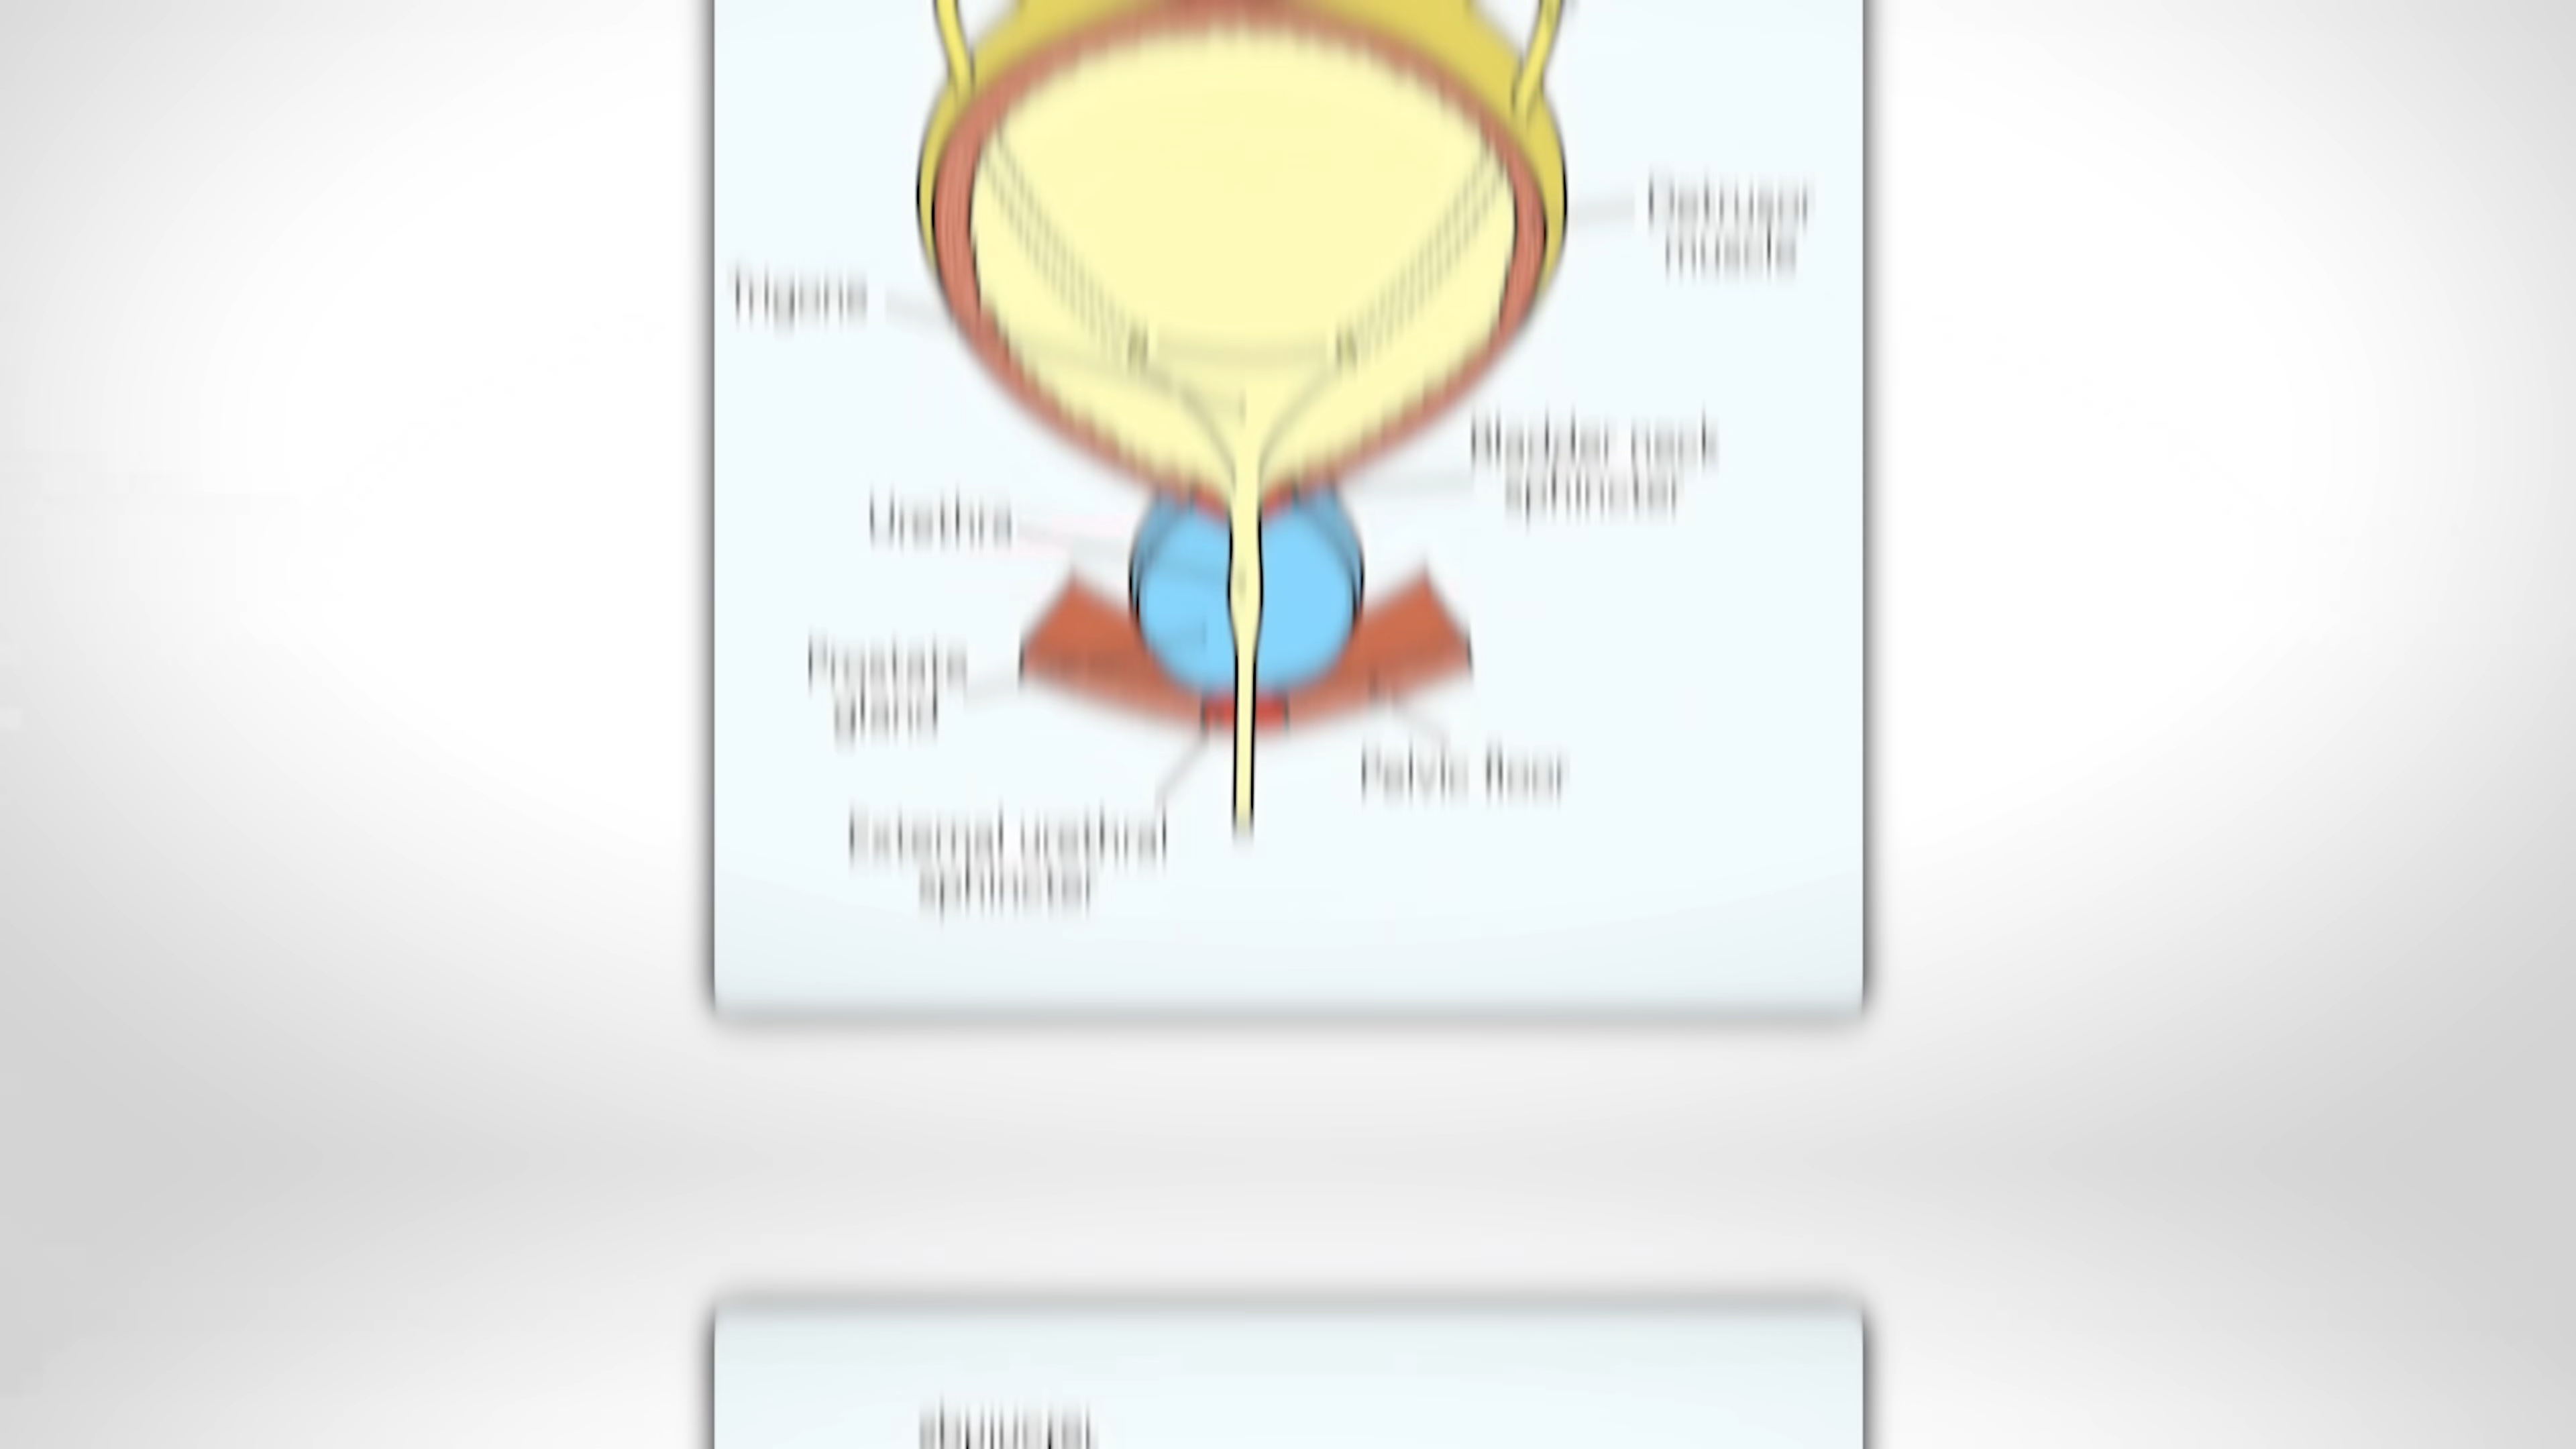 Detrusor
muscle
Trigone
Bladder neck
sphincter
Urethra
Prostate
gland
Pelvic floor
External urethral
sphincter